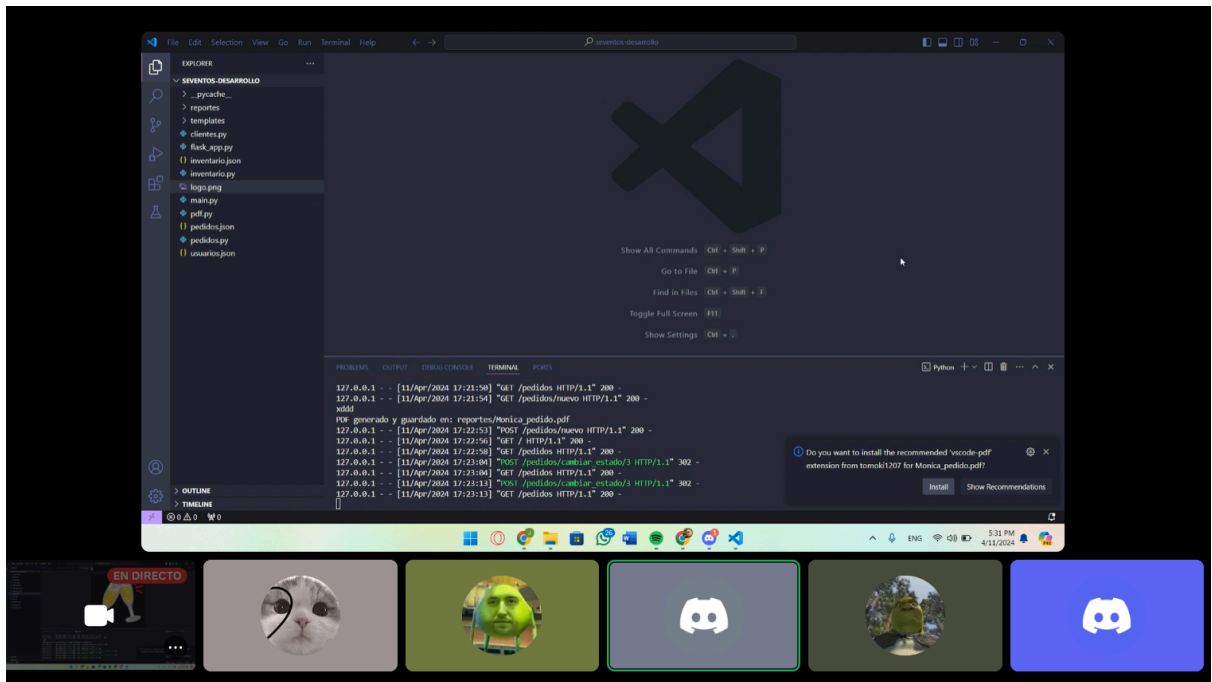 File Edit Selection View Go Run Terminal Help
seventos-desarrollo
EXPLORER
SEVENTOS-DESARROLLO
__pycache__
reportes
templates
clientes.py
flask_app.py
inventario.json
inventario.py
logo.png
main.py
pdf.py
pedidos.json
pedidos.py
usuarios.json
OUTLINE
TIMELINE
Show All Commands Ctrl + Shift + P
Go to File Ctrl + P
Find in Files Ctrl + Shift + F
Toggle Full Screen F11
Show Settings Ctrl + ,
PROBLEMS OUTPUT DEBUG CONSOLE TERMINAL PORTS
Python
127.0.0.1 - - [11/Apr/2024 17:21:50] "GET /pedidos HTTP/1.1" 200 -
127.0.0.1 - - [11/Apr/2024 17:21:54] "GET /pedidos/nuevo HTTP/1.1" 200 -
xddd
PDF generado y guardado en: reportes/Monica_pedido.pdf
127.0.0.1 - - [11/Apr/2024 17:22:53] "POST /pedidos/nuevo HTTP/1.1" 200 -
127.0.0.1 - - [11/Apr/2024 17:22:56] "GET / HTTP/1.1" 200 -
127.0.0.1 - - [11/Apr/2024 17:22:58] "GET /pedidos HTTP/1.1" 200 -
127.0.0.1 - - [11/Apr/2024 17:23:04] "POST /pedidos/cambiar_estado/3 HTTP/1.1" 302 -
127.0.0.1 - - [11/Apr/2024 17:23:04] "GET /pedidos HTTP/1.1" 200 -
127.0.0.1 - - [11/Apr/2024 17:23:13] "POST /pedidos/cambiar_estado/3 HTTP/1.1" 302 -
127.0.0.1 - - [11/Apr/2024 17:23:13] "GET /pedidos HTTP/1.1" 200 -
Do you want to install the recommended 'vscode-pdf'
extension from tomoki1207 for Monica_pedido.pdf?
Install Show Recommendations
0 0 0
ENG
5:31 PM
4/11/2024
EN DIRECTO